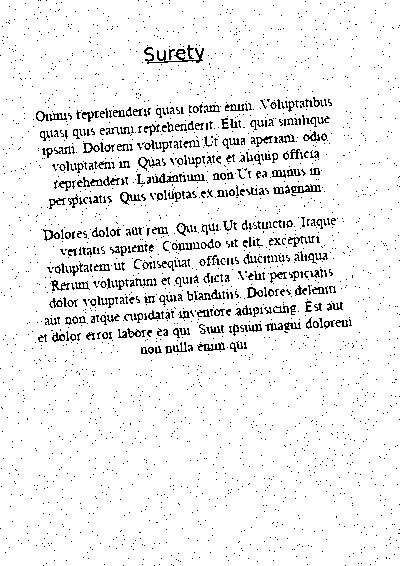 Surety
Omnis reprehenderit quasi totam enim. Voluptatibus
quasi quis earum reprehenderit. Elit, quia similique
ipsam. Dolorem voluptatem Ut quia aperiam, odio
voluptatem in. Quas voluptate et aliquip officia
reprehenderit. Laudantium, non Ut ea minus in
perspiciatis. Quis voluptas ex molestias magnam.
Dolores dolor aut rem. Qui qui Ut distinctio. Itaque
veritatis sapiente. Commodo sit elit, excepturi
voluptatem ut. Consequat, officiis ducimus aliqua.
Rerum voluptatum et quia dicta. Velit perspiciatis
dolor voluptates in quia blanditiis. Dolores deleniti
aut non atque cupidatat inventore adipisicing. Est aut
et dolor error labore ea qui. Sunt ipsum magni dolorem
non nulla enim qui